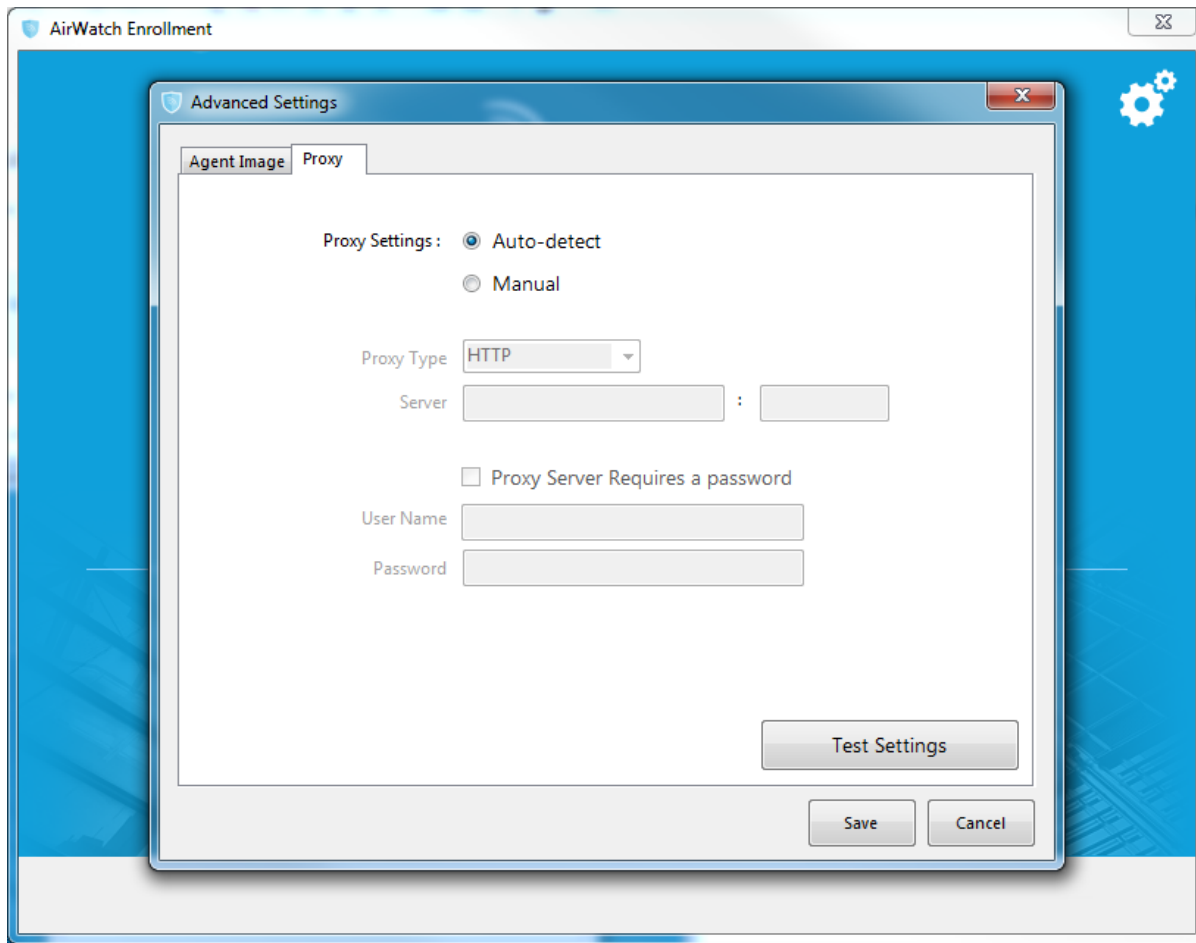 AirWatch Enrollment
Advanced Settings
Agent Image Proxy
Proxy Settings : Auto-detect
Manual
Proxy Type HTTP
Server :
Proxy Server Requires a password
User Name
Password
Test Settings
Save Cancel